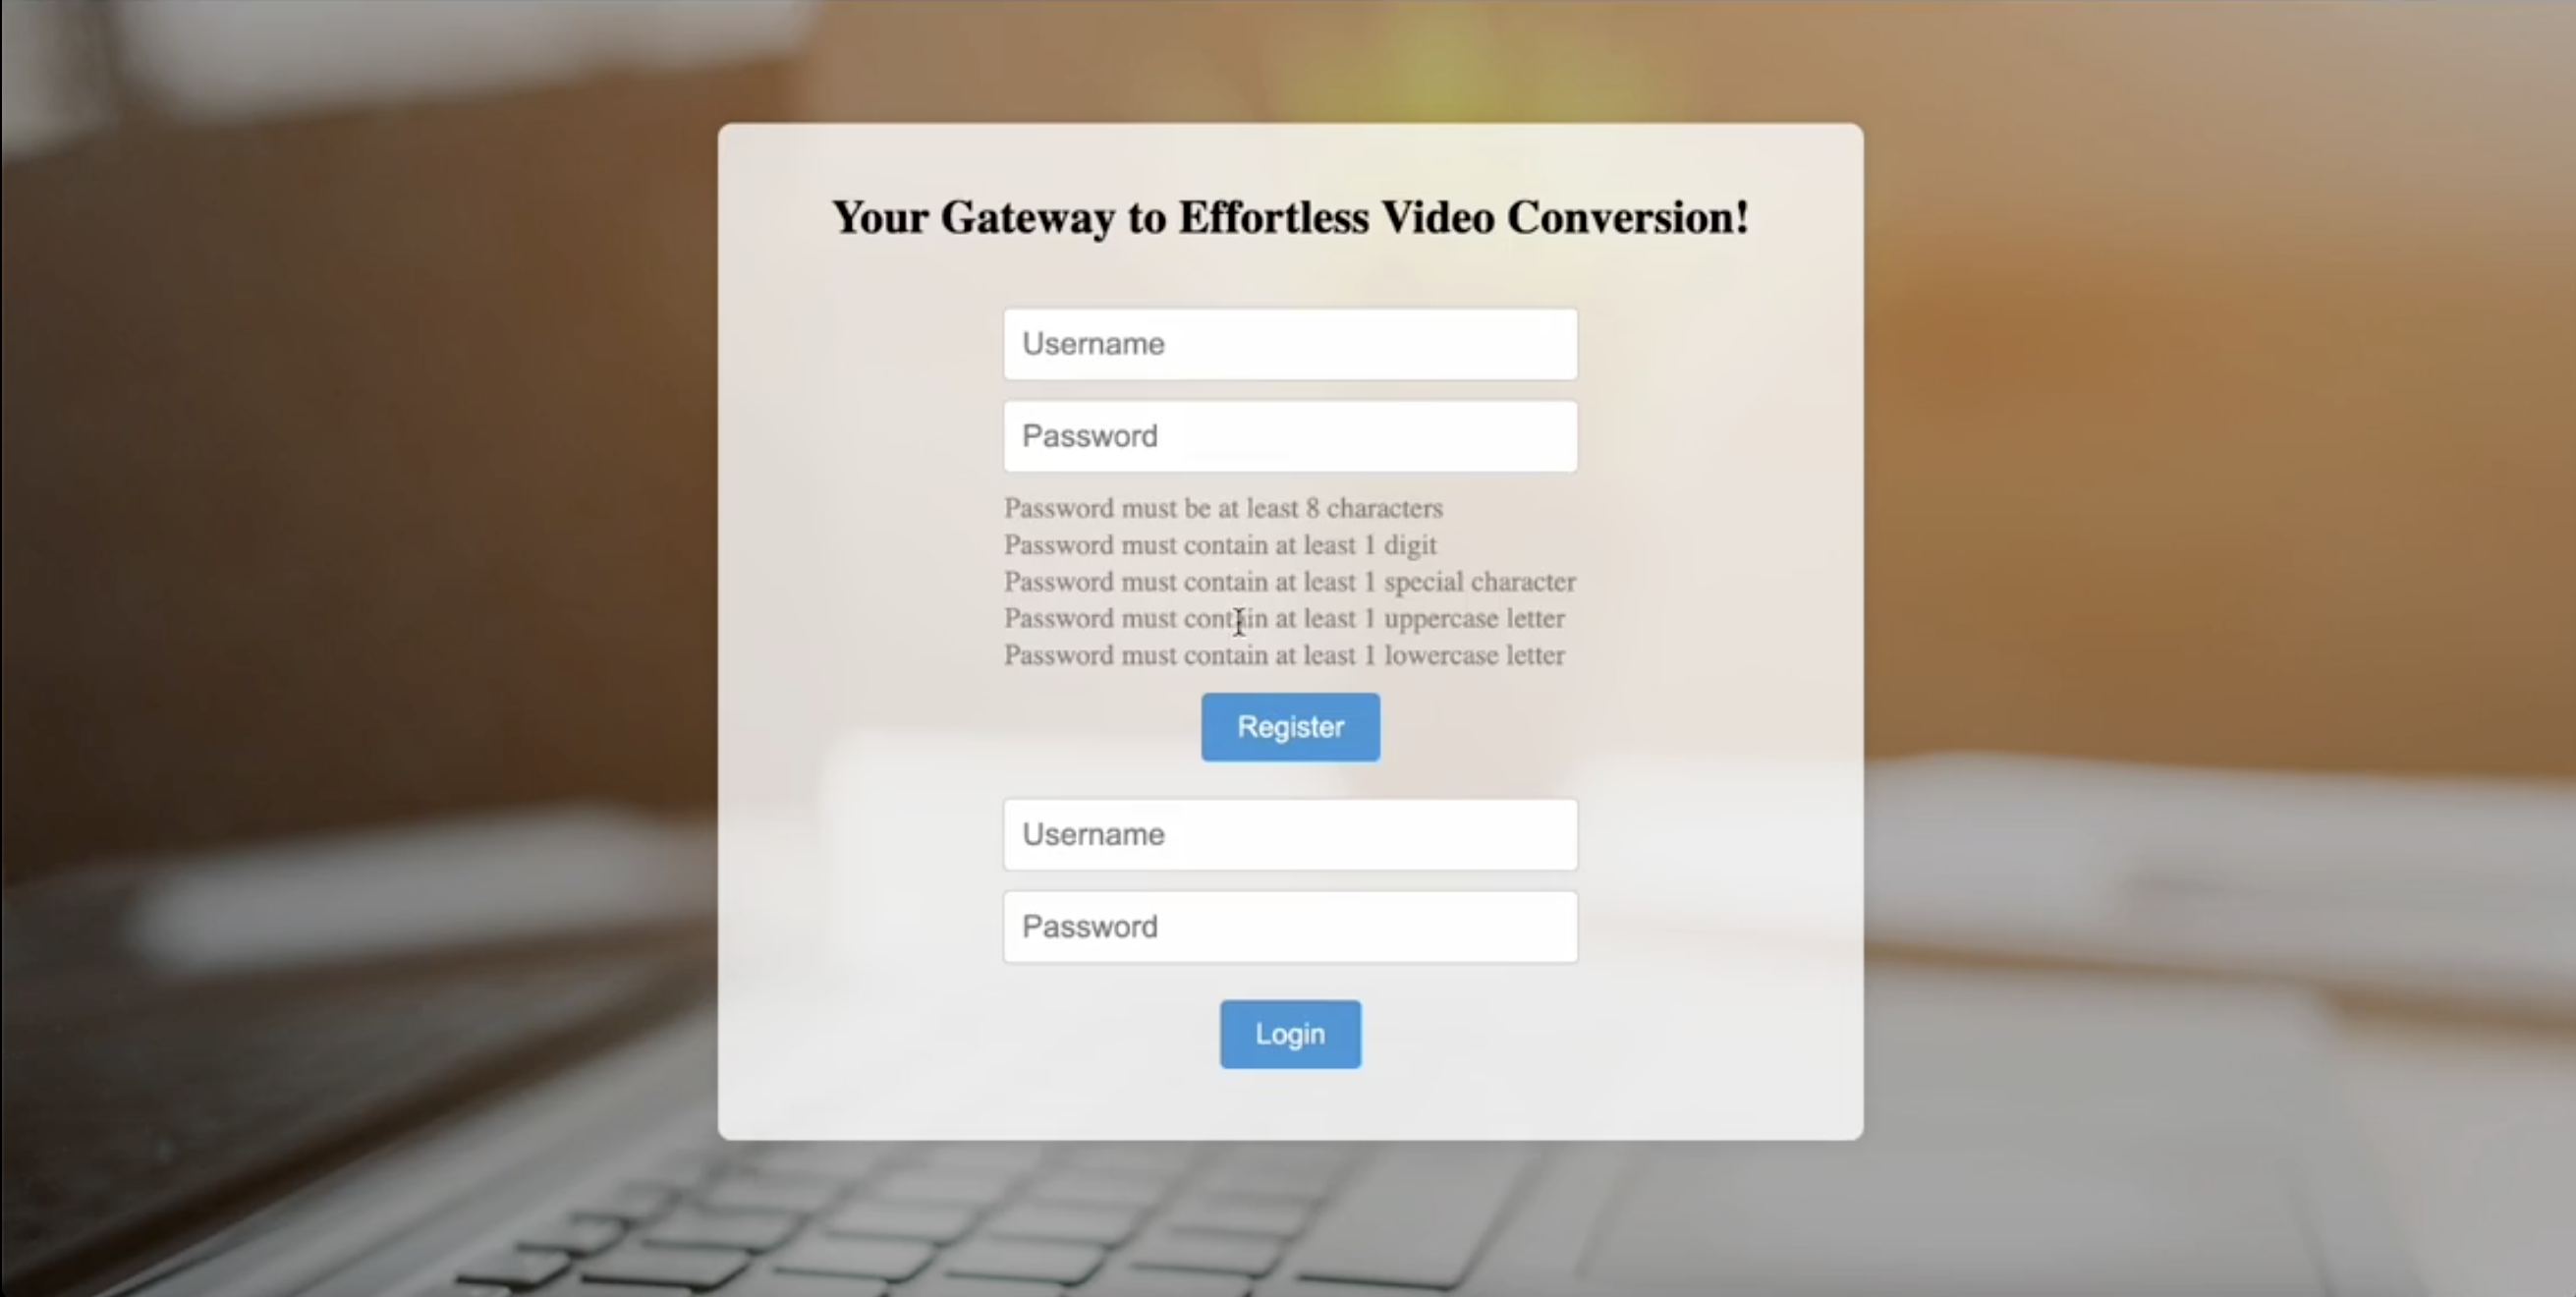 Your Gateway to Effortless Video Conversion!
Username
Password
Password must be at least 8 characters
Password must contain at least 1 digit
Password must contain at least 1 special character
Password must contain at least 1 uppercase letter
Password must contain at least 1 lowercase letter
Register
Username
Password
Login